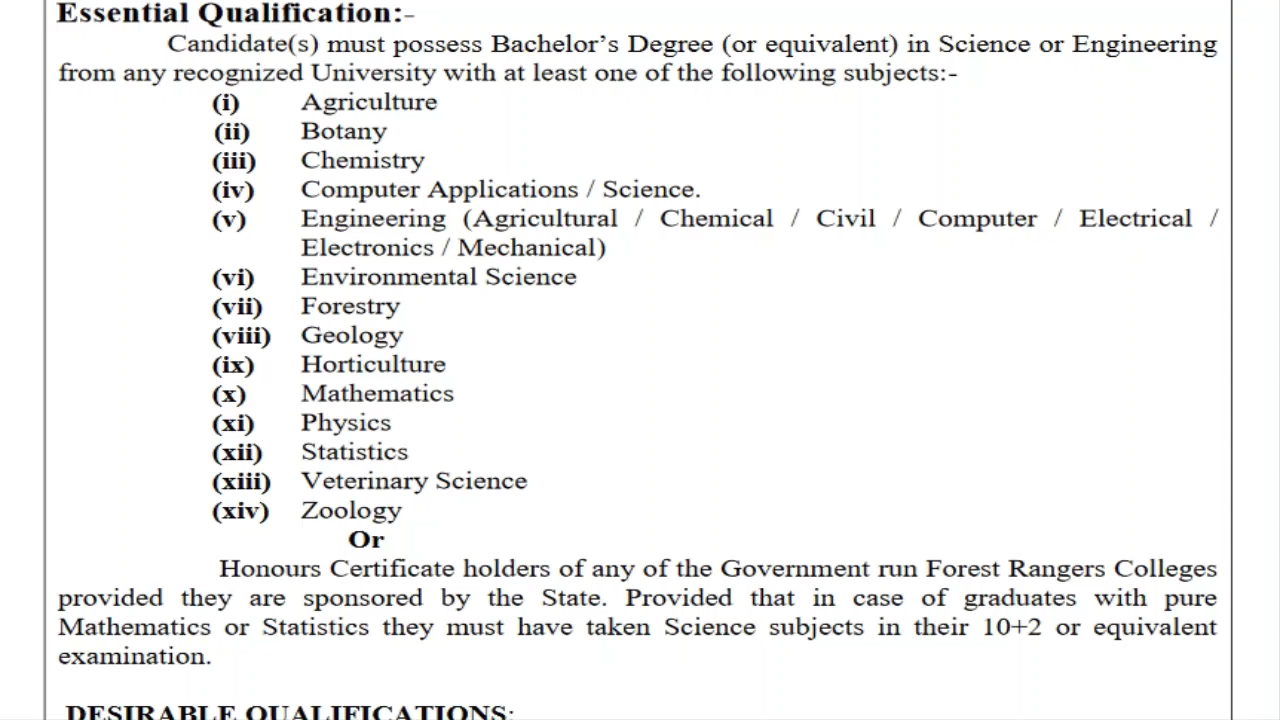 Essential Qualification:-
Candidate(s) must possess Bachelor's Degree (or equivalent) in Science or Engineering
from any recognized University with at least one of the following subjects:-
(i) Agriculture
(ii) Botany
(iii) Chemistry
(iv) Computer Applications / Science.
(v) Engineering (Agricultural / Chemical / Civil / Computer / Electrical /
Electronics / Mechanical)
(vi) Environmental Science
(vii) Forestry
(viii) Geology
(ix) Horticulture
(x) Mathematics
(xi) Physics
(xii) Statistics
(xiii) Veterinary Science
(xiv) Zoology
Or
Honours Certificate holders of any of the Government run Forest Rangers Colleges
provided they are sponsored by the State. Provided that in case of graduates with pure
Mathematics or Statistics they must have taken Science subjects in their 10+2 or equivalent
examination.
DESIRABLE QUALIFICATIONS: